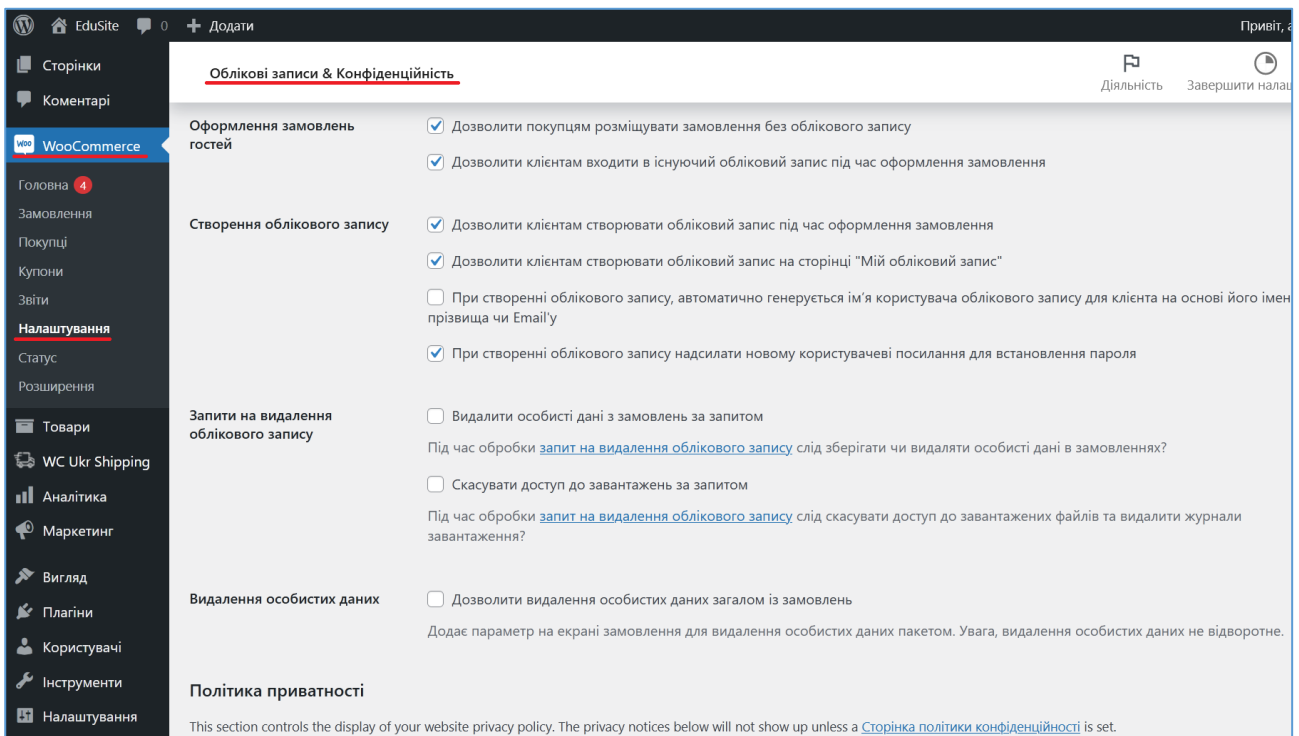 EduSite 0 Додати Привіт,
Сторінки
Коментарі
WooCommerce
Головна 4
Замовлення
Покупці
Купони
Звіти
Налаштування
Статус
Розширення
Товари
WC Ukr Shipping
Аналітика
Маркетинг
Вигляд
Плагіни
Користувачі
Інструменти
Налаштування
Облікові записи & Конфіденційність
Діяльність
Завершити
Оформлення замовлень
гостей
Дозволити покупцям розміщувати замовлення без облікового запису
Дозволити клієнтам входити в існуючий обліковий запис під час оформлення замовлення
Створення облікового запису
Дозволити клієнтам створювати обліковий запис під час оформлення замовлення
Дозволити клієнтам створювати обліковий запис на сторінці "Мій обліковий запис"
При створенні облікового запису, автоматично генерується ім’я користувача облікового запису для клієнта на основі його
прізвища чи Email'у
При створенні облікового запису надсилати новому користувачеві посилання для встановлення пароля
Запити на видалення
облікового запису
Видалити особисті дані з замовлень за запитом
Під час обробки запит на видалення облікового запису слід зберігати чи видаляти особисті дані в замовленнях?
Скасувати доступ до завантажень за запитом
Під час обробки запит на видалення облікового запису слід скасувати доступ до завантажених файлів та видалити журнали
завантаження?
Видалення особистих даних
Дозволити видалення особистих даних загалом із замовлень
Додає параметр на екрані замовлення для видалення особистих даних пакетом. Увага, видалення особистих даних не відворотне.
Політика приватності
This section controls the display of your website privacy policy. The privacy notices below will not show up unless a Сторінка політики конфіденційності is set.